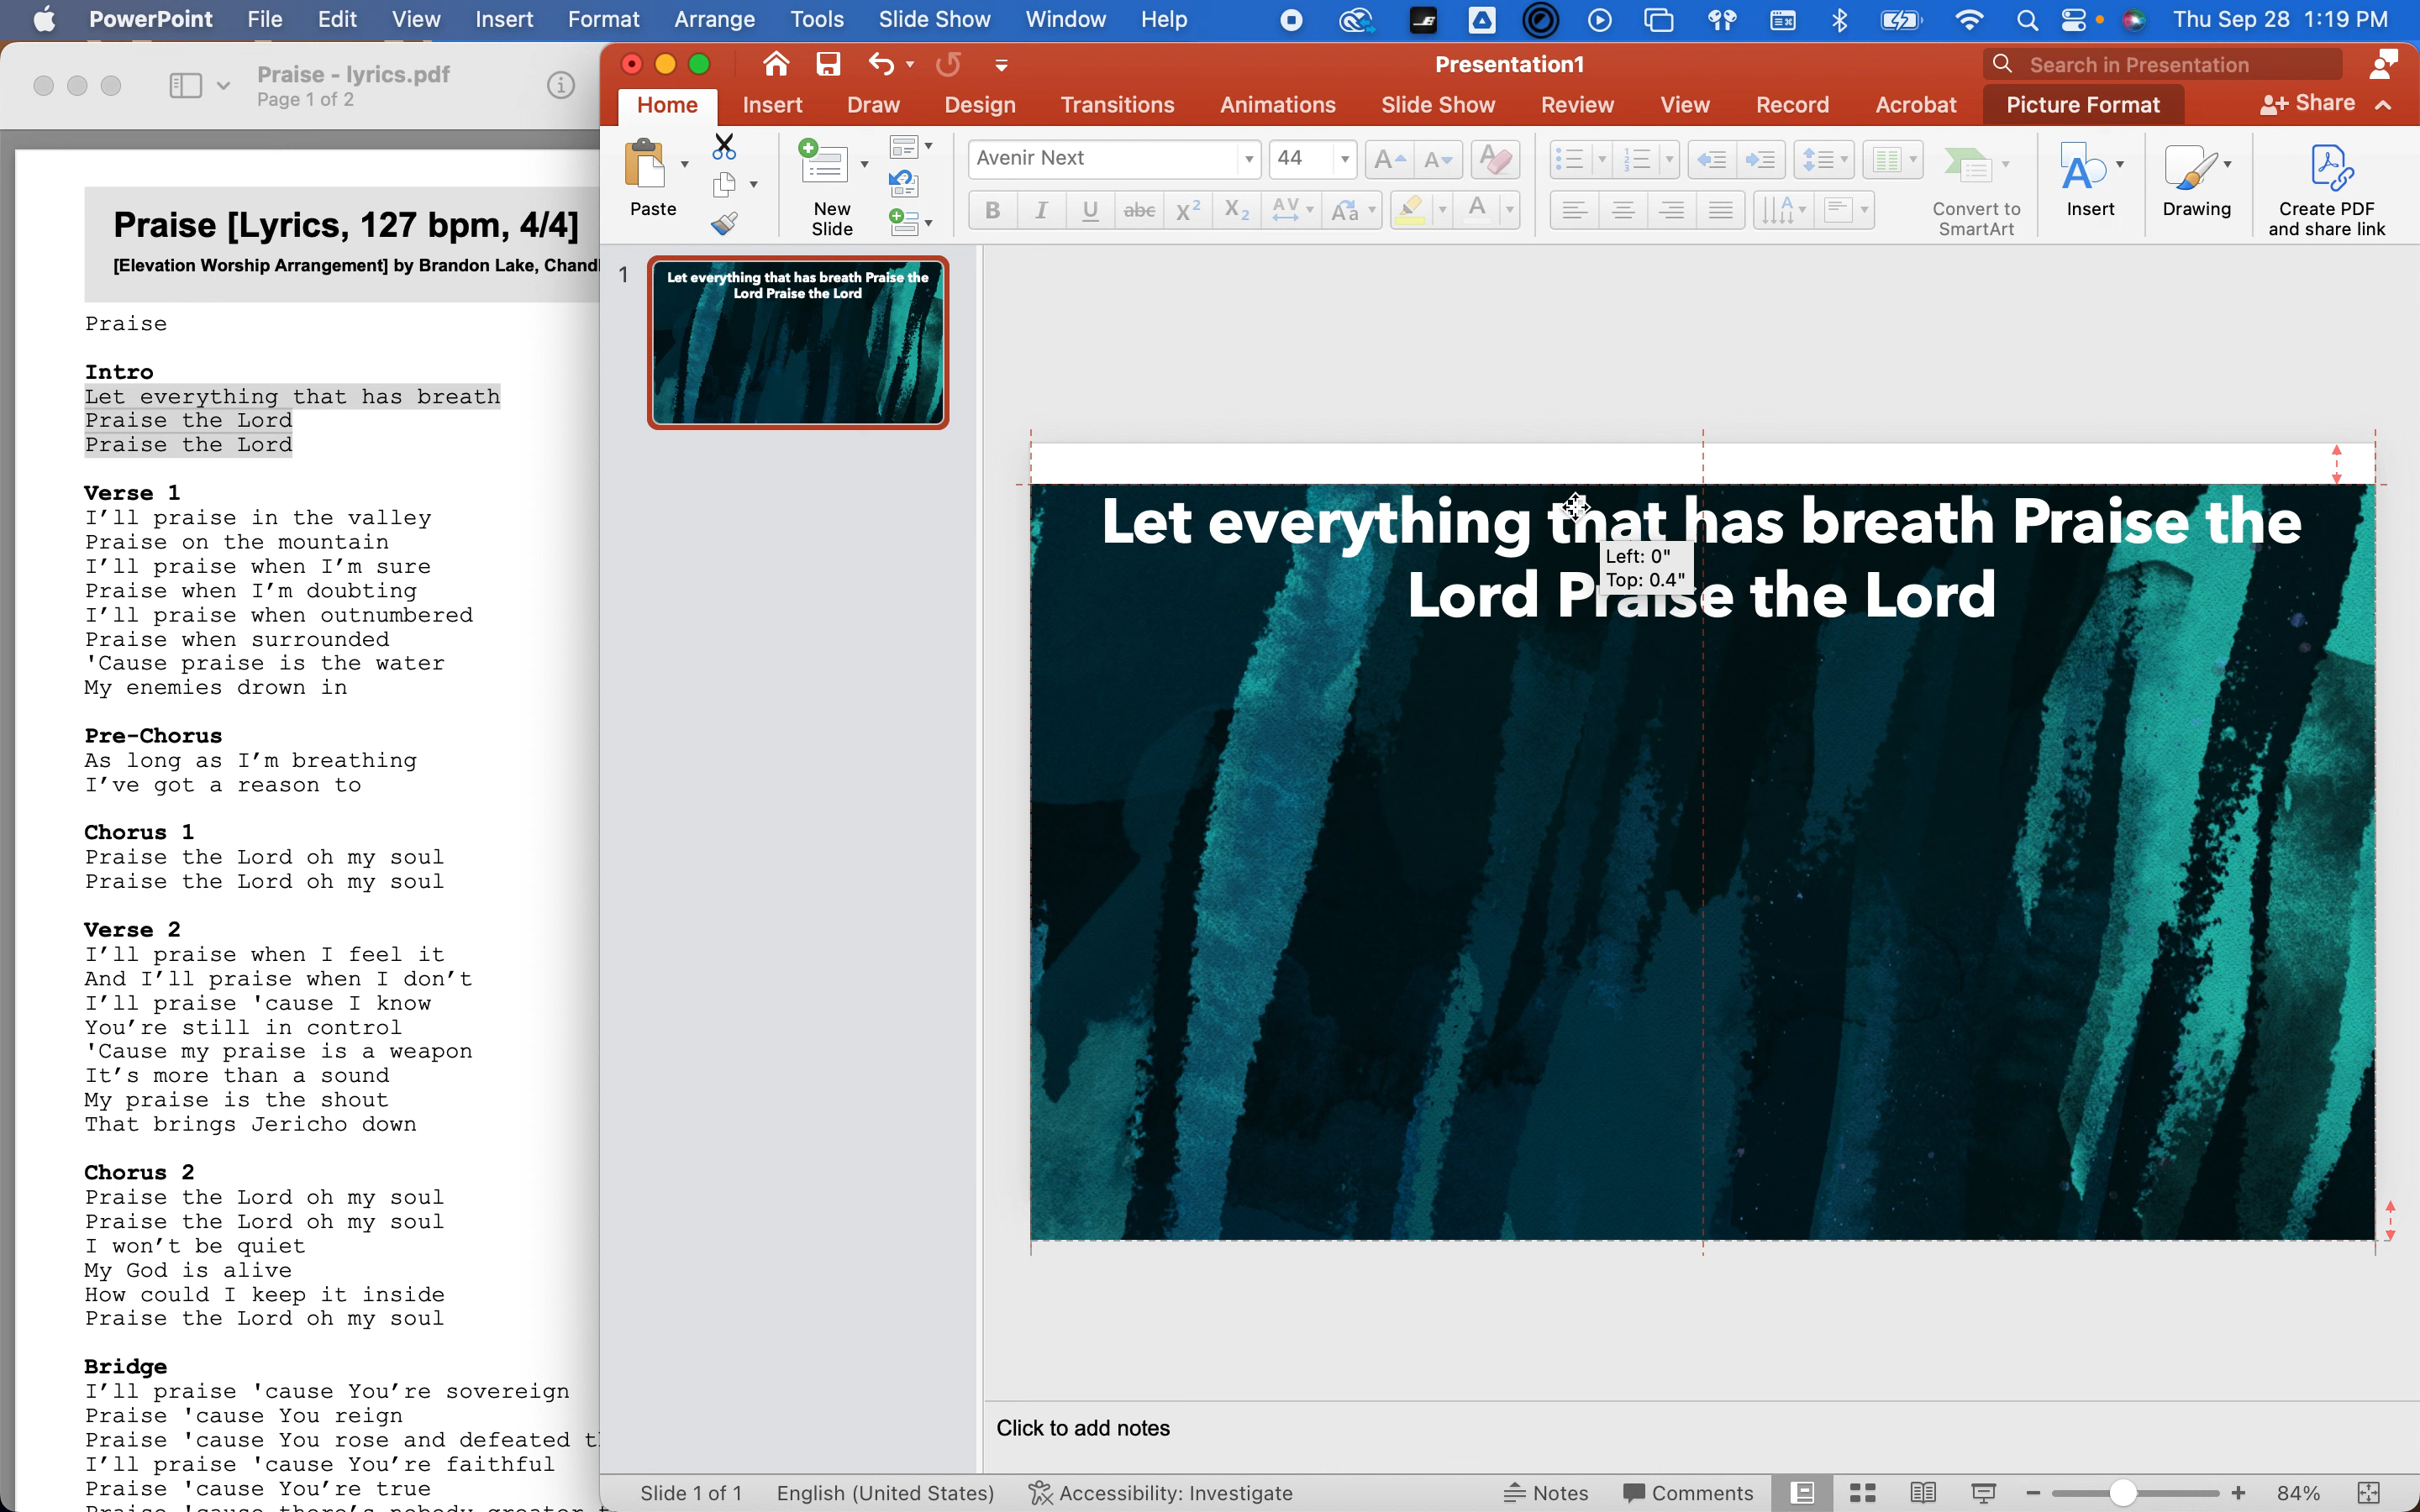 PowerPoint File Edit View Insert Format Arrange Tools Slide Show Window Help Thu Sep 28 1:19 PM
Praise - lyrics.pdf
Page 1 of 2
Praise [Lyrics, 127 bpm, 4/4]
[Elevation Worship Arrangement] by Brandon Lake,
Praise
Intro
Let everything that has breath
Praise the Lord
Praise the Lord
Verse 1
I'll praise in the valley
Praise on the mountain
I'll praise when I'm sure
Praise when I'm doubting
I'll praise when outnumbered
Praise when surrounded
'Cause praise is the water
My enemies drown in
Pre-Chorus
As long as I'm breathing
I've got a reason to
Chorus 1
Praise the Lord oh my soul
Praise the Lord oh my soul
Verse 2
I'll praise when I feel it
And I'll praise when I don't
I'll praise 'cause I know
You're still in control
'Cause my praise is a weapon
It's more than a sound
My praise is the shout
That brings Jericho down
Chorus 2
Praise the Lord oh my soul
Praise the Lord oh my soul
I won't be quiet
My God is alive
How could I keep it inside
Praise the Lord oh my soul
Bridge
I'll praise 'cause You're sovereign
Praise 'cause You reign
Praise 'cause You rose and defeated
I'll praise 'cause You're faithful
Praise 'cause You're true
Praise 'cause there's nobody greater
Presentation1
Search in Presentation
Home Insert Draw Design Transitions Animations Slide Show Review View Record Acrobat Picture Format Share
Paste
New
Slide
Avenir Next 44
Convert to
SmartArt
Insert
Drawing
Create PDF
and share link
1
Let everything that has breath Praise the
Lord Praise the Lord
Let everything that has breath Praise the
Lord Praise the Lord
Left: 0"
Top: 0.4"
Click to add notes
Slide 1 of 1 English (United States) Accessibility: Investigate Notes Comments 84%